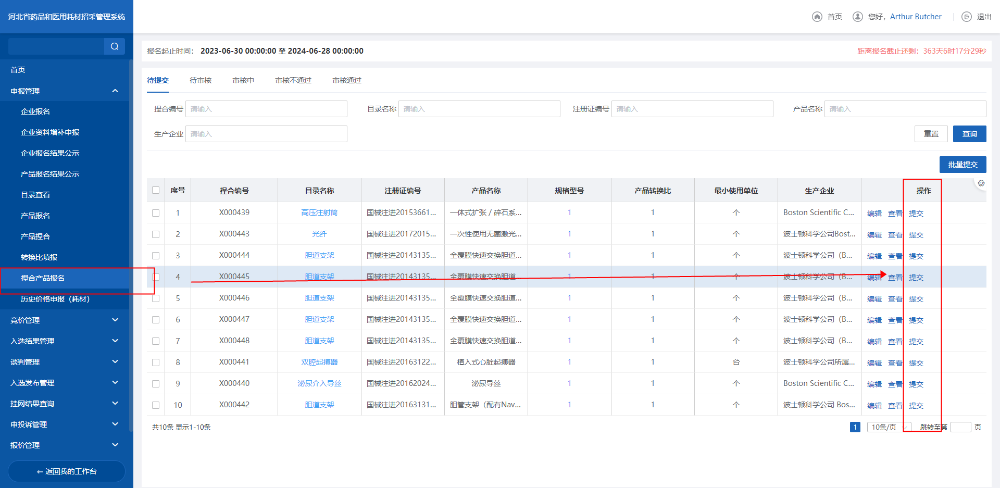 河北省药品和医用耗材招采管理系统
首页
您好，Arthur Butcher
退出
首页
申报管理
企业报名
企业资料增补申报
企业报名结果公示
产品报名结果公示
目录查看
产品报名
产品捏合
转换比填报
捏合产品报名
历史价格申报（耗材）
竞价管理
入选结果管理
谈判管理
入选发布管理
挂网结果查询
申投诉管理
报价管理
←返回我的工作台
报名起止时间： 2023-06-30 00:00:00 至 2024-06-28 00:00:00
距离报名截止还剩：363天6时17分29秒
待提交 待审核 审核中 审核不通过 审核通过
捏合编号 请输入 目录名称 请输入 注册证编号 请输入 产品名称 请输入
生产企业 请输入 重置 查询
批量提交
序号 捏合编号 目录名称 注册证编号 产品名称 规格型号 产品转换比 最小使用单位 生产企业 操作
1 X000439 高压注射筒 国械注进20153661... 一体式扩张 / 碎石系... 1 1 个 Boston Scientific C... 编辑 查看 提交
2 X000443 光纤 国械注进20172015... 一次性使用无菌激光... 1 1 个 波士顿科学公司Bost... 编辑 查看 提交
3 X000444 胆道支架 国械注进20143135... 全覆膜快速交换胆道... 1 1 个 波士顿科学公司（B... 编辑 查看 提交
4 X000445 胆道支架 国械注进20143135... 全覆膜快速交换胆道... 1 1 个 波士顿科学公司（B... 编辑 查看 提交
5 X000446 胆道支架 国械注进20143135... 全覆膜快速交换胆道... 1 1 个 波士顿科学公司（B... 编辑 查看 提交
6 X000447 胆道支架 国械注进20143135... 全覆膜快速交换胆道... 1 1 个 波士顿科学公司（B... 编辑 查看 提交
7 X000448 胆道支架 国械注进20143135... 全覆膜快速交换胆道... 1 1 个 波士顿科学公司（B... 编辑 查看 提交
8 X000441 双腔起搏器 国械注进20163122... 植入式心脏起搏器 1 1 台 波士顿科学公司所属... 编辑 查看 提交
9 X000440 泌尿介入导丝 国械注进20162024... 泌尿导丝 1 1 个 Boston Scientific C... 编辑 查看 提交
10 X000442 胆道支架 国械注进20163131... 胆管支架（配有Nav... 1 1 个 波士顿科学公司 Bos... 编辑 查看 提交
共10条 显示1-10条
1 10条/页 跳转至第 页